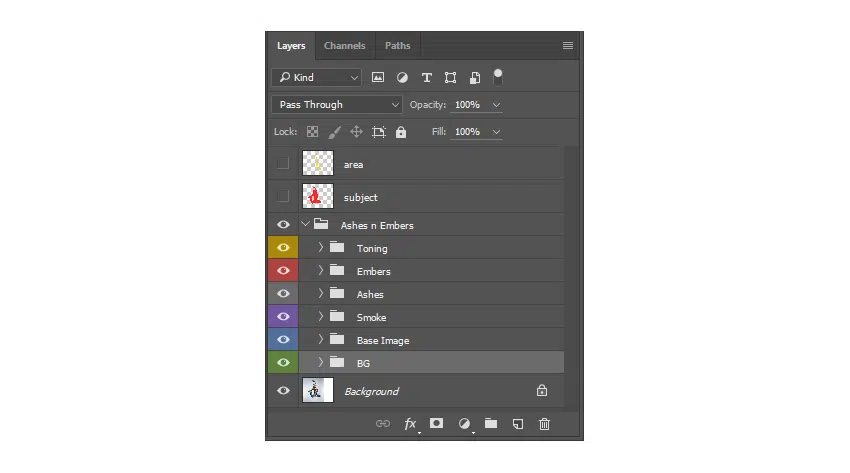 Layers Channels Paths
Kind
Pass Through Opacity: 100%
Lock: Fill: 100%
area
subject
Ashes n Embers
Toning
Embers
Ashes
Smoke
Base Image
BG
Background
fx